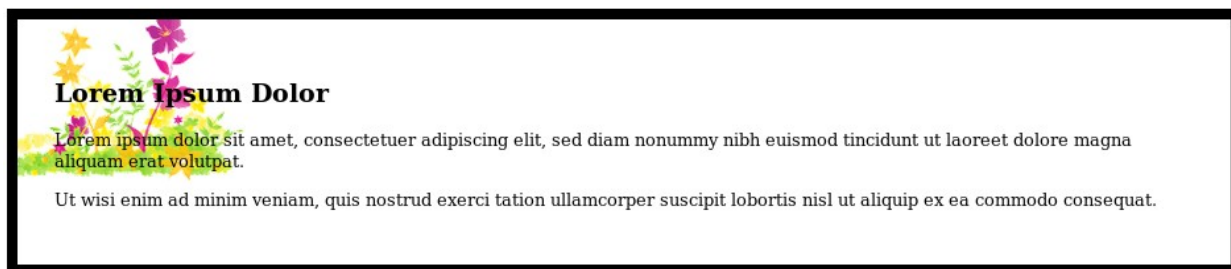 Lorem Ipsum Dolor
Lorem ipsum dolor sit amet, consectetuer adipiscing elit, sed diam nonummy nibh euismod tincidunt ut laoreet dolore magna
aliquam erat volutpat.
Ut wisi enim ad minim veniam, quis nostrud exerci tation ullamcorper suscipit lobortis nisl ut aliquip ex ea commodo consequat.